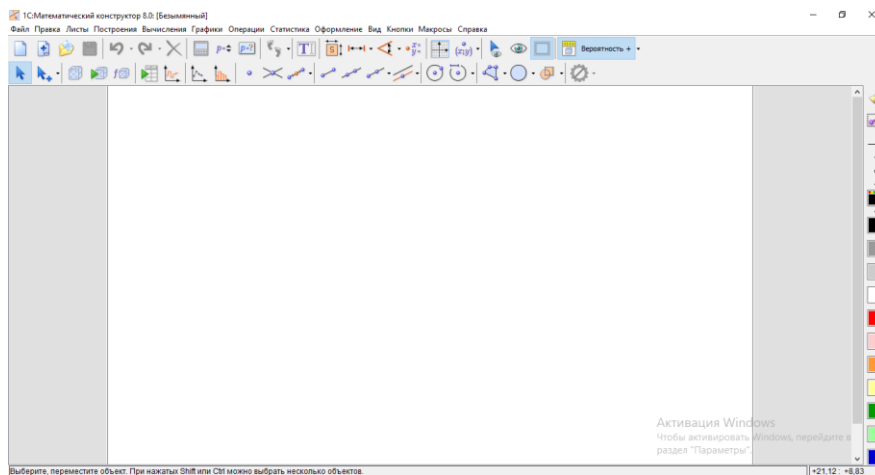 1С:Математический конструктор 8.0: [Безымянный]
Файл Правка Листы Построения Вычисления Графики Операции Статистика Оформление Вид Кнопки Макросы Справка
Вероятность +
Активация Windows
Чтобы активировать Windows, перейдите в
раздел "Параметры".
Выберите, переместите объект. При нажатых Shift или Ctrl можно выбрать несколько объектов.
+21,12 : +8,83